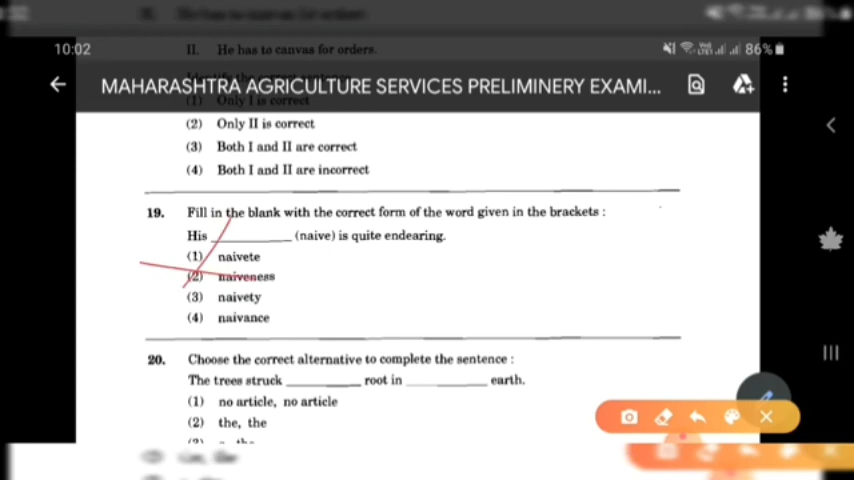 10:02
II. He has to canvas for orders.
86%
MAHARASHTRA AGRICULTURE SERVICES PRELIMINERY EXAMI...
(1) Only I is correct
(2) Only II is correct
(3) Both I and II are correct
(4) Both I and II are incorrect
19. Fill in the blank with the correct form of the word given in the brackets :
His __________ (naive) is quite endearing.
(1) naivete
(2) naiveness
(3) naivety
(4) naivance
20. Choose the correct alternative to complete the sentence :
The trees struck __________ root in __________ earth.
(1) no article, no article
(2) the, the